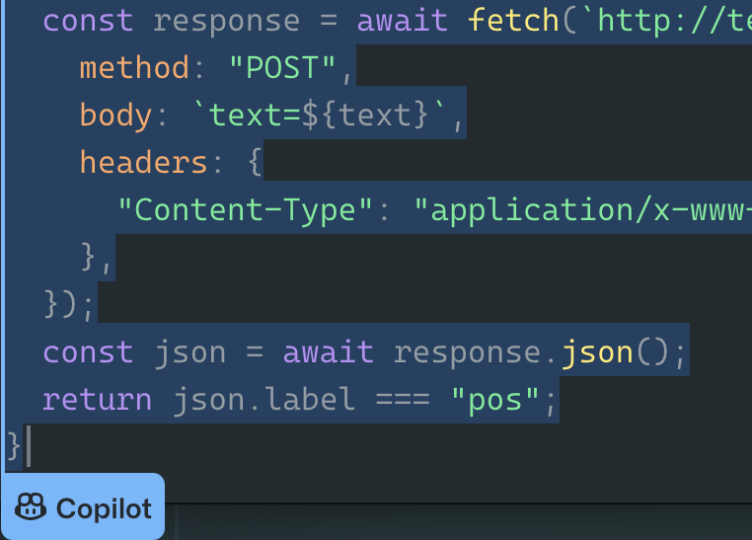 const response = await fetch(`http://te
method: "POST",
body: `text=${text}`,
headers: {
"Content-Type": "application/x-www-
},
});
const json = await response.json();
return json.label === "pos";
}
Copilot